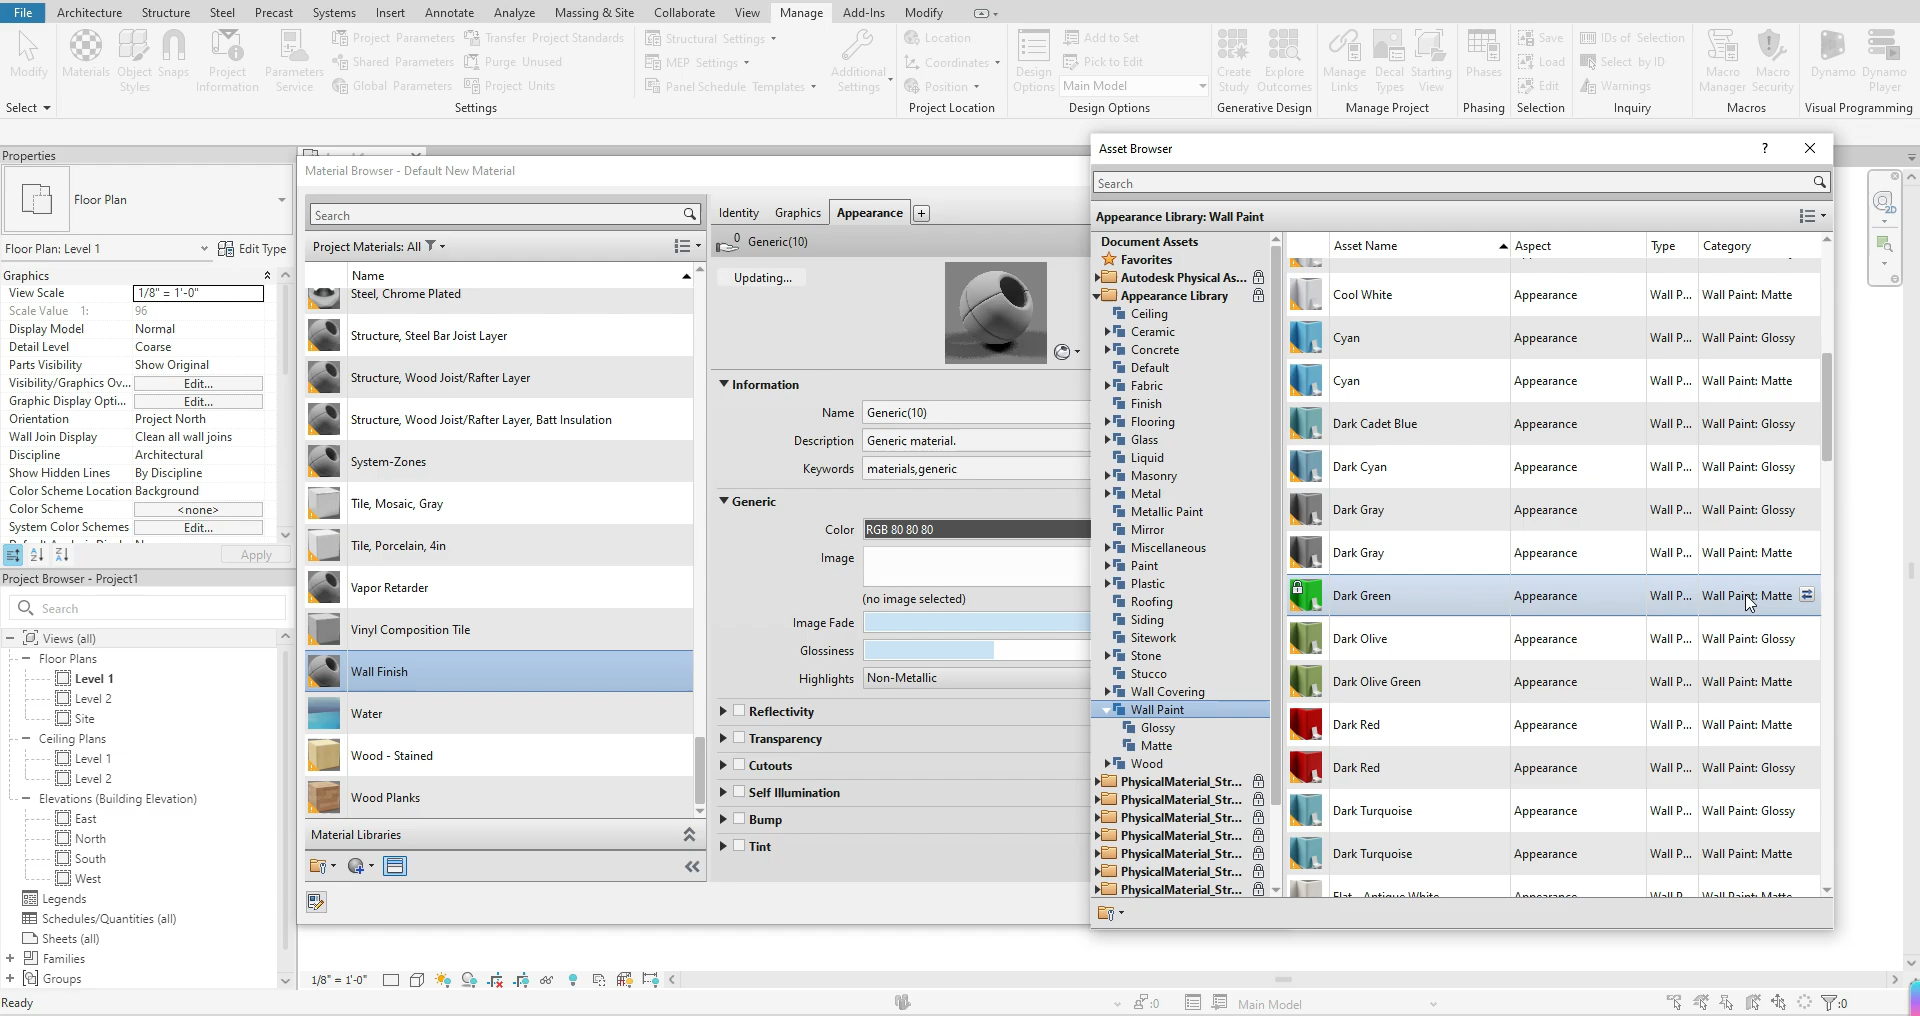 File Architecture Structure Steel Precast Systems Insert Annotate Analyze Massing & Site Collaborate View Manage Add-Ins Modify
Project Parameters Transfer Project Standards Structural Settings Location Add to Set Save IDs of Selection
Shared Parameters Purge Unused MEP Settings Coordinates Pick to Edit Load Select by ID
Global Parameters Project Units Panel Schedule Templates Position Main Model Edit Warnings
Modify Materials Object Styles Snaps Project Information Parameters Service Additional Settings Design Options Create Study Explore Outcomes Manage Links Decal Types Starting View Phases Macro Manager Macro Security Dynamo Dynamo Player
Select Settings Project Location Design Options Generative Design Manage Project Phasing Selection Inquiry Macros Visual Programming
Properties
Floor Plan
Floor Plan: Level 1 Edit Type
Graphics
View Scale 1/8" = 1'-0"
Scale Value 1: 96
Display Model Normal
Detail Level Coarse
Parts Visibility Show Original
Visibility/Graphics Ov... Edit...
Graphic Display Opti... Edit...
Orientation Project North
Wall Join Display Clean all wall joins
Discipline Architectural
Show Hidden Lines By Discipline
Color Scheme Location Background
Color Scheme <none>
System Color Schemes Edit...
Apply
Project Browser - Project1
Search
Views (all)
Floor Plans
Level 1
Level 2
Site
Ceiling Plans
Level 1
Level 2
Elevations (Building Elevation)
East
North
South
West
Legends
Schedules/Quantities (all)
Sheets (all)
Families
Groups
Ready
Material Browser - Default New Material
Search
Project Materials: All
Name
Steel, Chrome Plated
Structure, Steel Bar Joist Layer
Structure, Wood Joist/Rafter Layer
Structure, Wood Joist/Rafter Layer, Batt Insulation
System-Zones
Tile, Mosaic, Gray
Tile, Porcelain, 4in
Vapor Retarder
Vinyl Composition Tile
Wall Finish
Water
Wood - Stained
Wood Planks
Material Libraries
Identity Graphics Appearance
0 Generic(10)
Updating...
Information
Name Generic(10)
Description Generic material.
Keywords materials,generic
Generic
Color RGB 80 80 80
Image
(no image selected)
Image Fade
Glossiness
Highlights Non-Metallic
Reflectivity
Transparency
Cutouts
Self Illumination
Bump
Tint
Asset Browser ?
Search
Appearance Library: Wall Paint
Document Assets
Favorites
Autodesk Physical As...
Appearance Library
Ceiling
Ceramic
Concrete
Default
Fabric
Finish
Flooring
Glass
Liquid
Masonry
Metal
Metallic Paint
Mirror
Miscellaneous
Paint
Plastic
Roofing
Siding
Sitework
Stone
Stucco
Wall Covering
Wall Paint
Glossy
Matte
Wood
PhysicalMaterial_Str...
PhysicalMaterial_Str...
PhysicalMaterial_Str...
PhysicalMaterial_Str...
PhysicalMaterial_Str...
PhysicalMaterial_Str...
PhysicalMaterial_Str...
Asset Name Aspect Type Category
Cool White Appearance Wall P... Wall Paint: Matte
Cyan Appearance Wall P... Wall Paint: Glossy
Cyan Appearance Wall P... Wall Paint: Matte
Dark Cadet Blue Appearance Wall P... Wall Paint: Glossy
Dark Cyan Appearance Wall P... Wall Paint: Glossy
Dark Gray Appearance Wall P... Wall Paint: Glossy
Dark Gray Appearance Wall P... Wall Paint: Matte
Dark Green Appearance Wall P... Wall Paint: Matte
Dark Olive Appearance Wall P... Wall Paint: Glossy
Dark Olive Green Appearance Wall P... Wall Paint: Matte
Dark Red Appearance Wall P... Wall Paint: Matte
Dark Red Appearance Wall P... Wall Paint: Glossy
Dark Turquoise Appearance Wall P... Wall Paint: Glossy
Dark Turquoise Appearance Wall P... Wall Paint: Matte
1/8" = 1'-0"
:0 Main Model :0